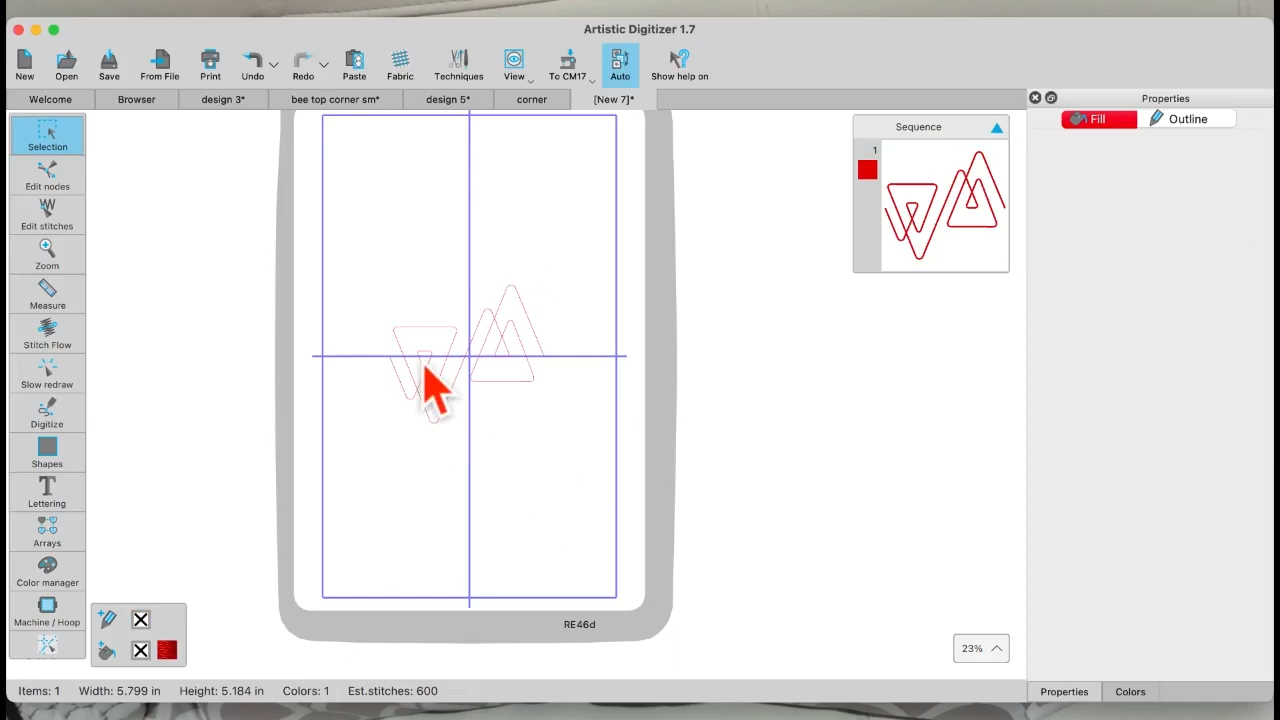 Artistic Digitizer 1.7
New Open Save From File Print Undo Redo Paste Fabric Techniques View To CM17 Auto Show help on
Welcome Browser design 3* bee top corner sm* design 5* corner [New 7]* Properties
Fill Outline
Selection
Edit nodes
Edit stitches
Zoom
Measure
Stitch Flow
Slow redraw
Digitize
Shapes
Lettering
Arrays
Color manager
Machine / Hoop
Sequence
1
RE46d
23%
Items: 1 Width: 5.799 in Height: 5.184 in Colors: 1 Est.stitches: 600
Properties Colors